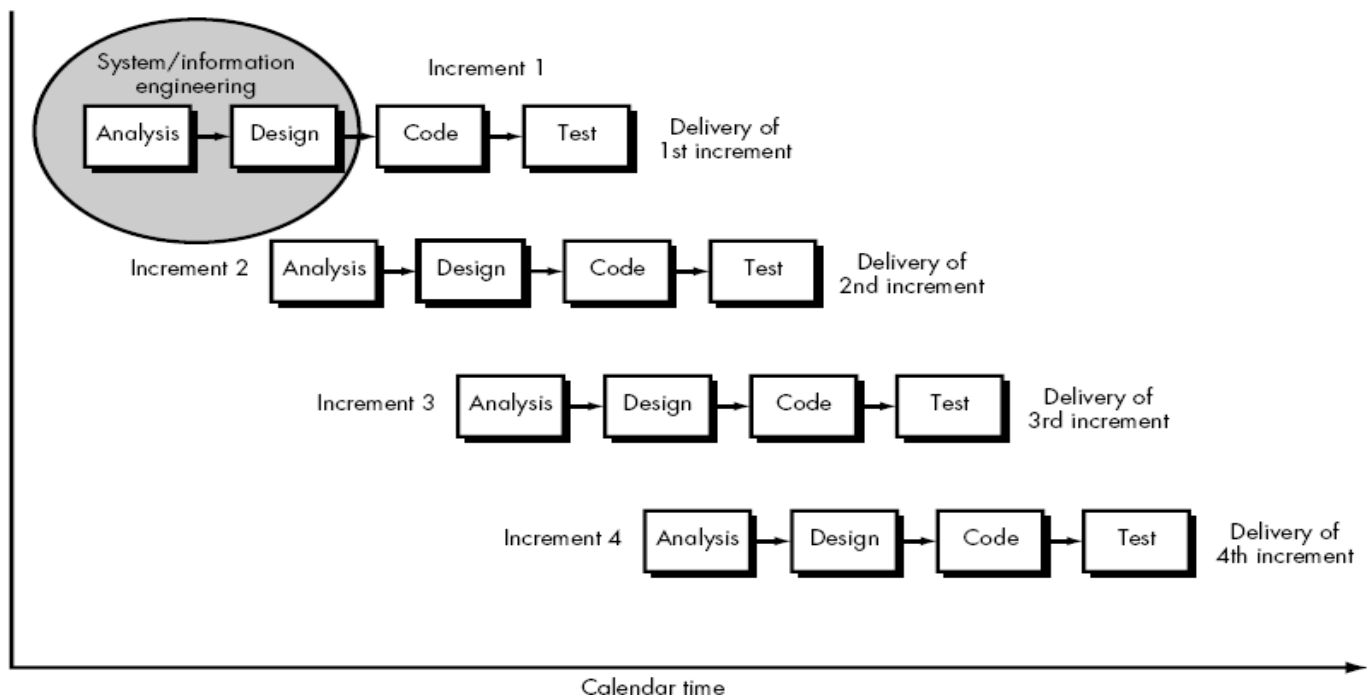 System/information
engineering
Increment 1
Analysis
Design
Code
Test
Delivery of
1st increment
Increment 2
Analysis
Design
Code
Test
Delivery of
2nd increment
Increment 3
Analysis
Design
Code
Test
Delivery of
3rd increment
Increment 4
Analysis
Design
Code
Test
Delivery of
4th increment
Calendar time